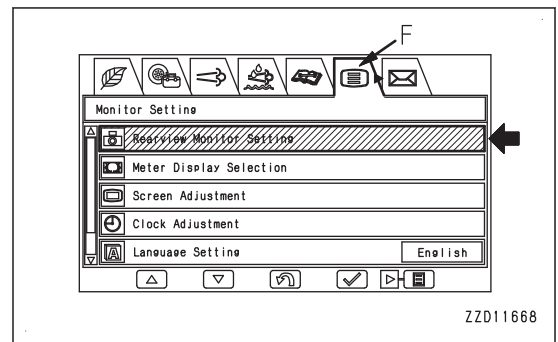 F
Monitor Setting
Rearview Monitor Setting
Meter Display Selection
Screen Adjustment
Clock Adjustment
A Language Setting English
ZZD11668